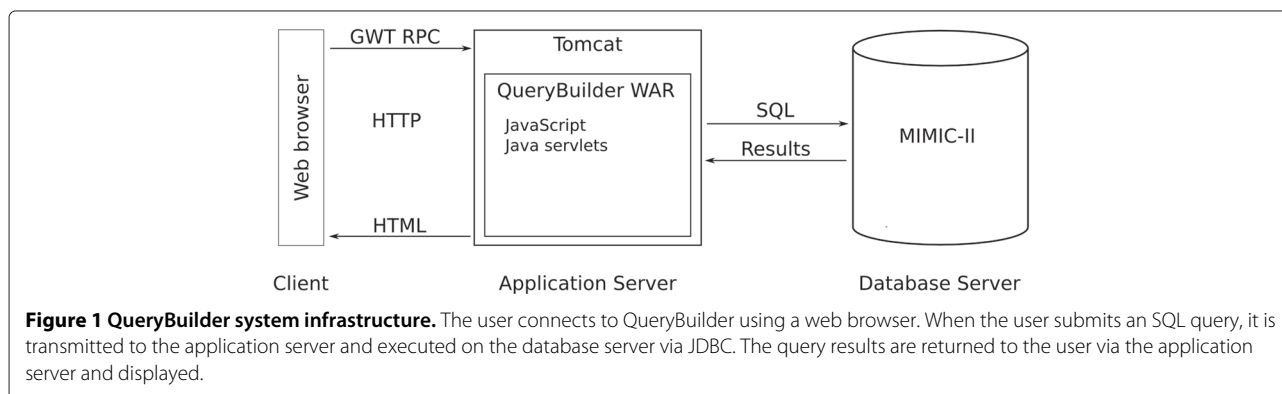 GWT RPC
Tomcat
QueryBuilder WAR
JavaScript
Java servlets
Web browser
HTTP
SQL
Results
MIMIC-II
HTML
Client
Application Server
Database Server
Figure 1 QueryBuilder system infrastructure. The user connects to QueryBuilder using a web browser. When the user submits an SQL query, it is
transmitted to the application server and executed on the database server via JDBC. The query results are returned to the user via the application
server and displayed.